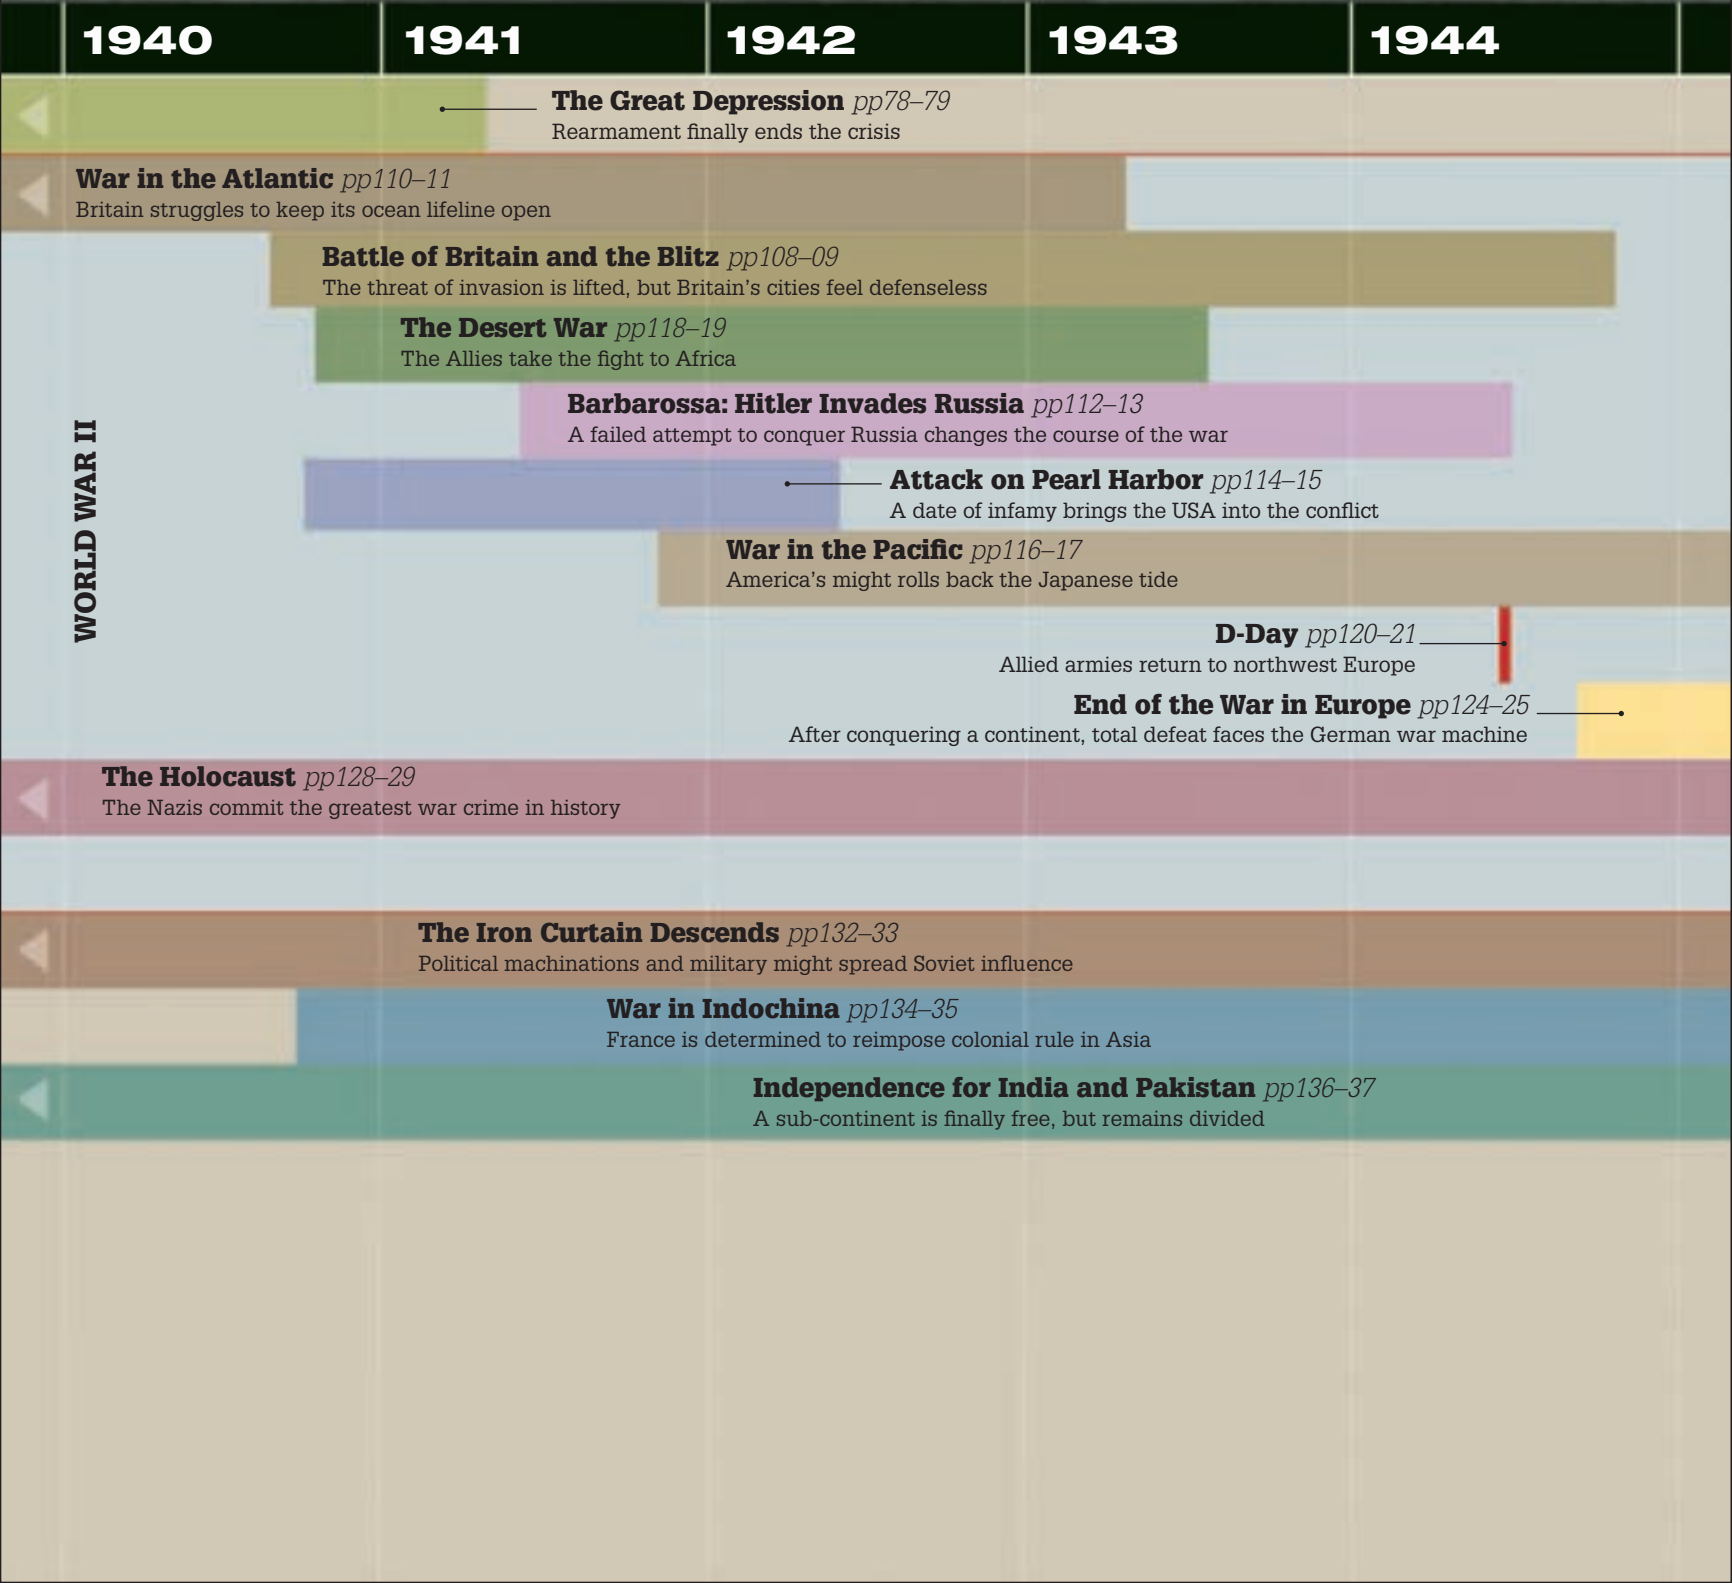 1940 1941 1942 1943 1944
The Great Depression pp78–79
Rearmament finally ends the crisis
War in the Atlantic pp110–11
Britain struggles to keep its ocean lifeline open
Battle of Britain and the Blitz pp108–09
The threat of invasion is lifted, but Britain’s cities feel defenseless
The Desert War pp118–19
The Allies take the fight to Africa
Barbarossa: Hitler Invades Russia pp112–13
A failed attempt to conquer Russia changes the course of the war
WORLD WAR II
Attack on Pearl Harbor pp114–15
A date of infamy brings the USA into the conflict
War in the Pacific pp116–17
America’s might rolls back the Japanese tide
D-Day pp120–21
Allied armies return to northwest Europe
End of the War in Europe pp124–25
After conquering a continent, total defeat faces the German war machine
The Holocaust pp128–29
The Nazis commit the greatest war crime in history
The Iron Curtain Descends pp132–33
Political machinations and military might spread Soviet influence
War in Indochina pp134–35
France is determined to reimpose colonial rule in Asia
Independence for India and Pakistan pp136–37
A sub-continent is finally free, but remains divided